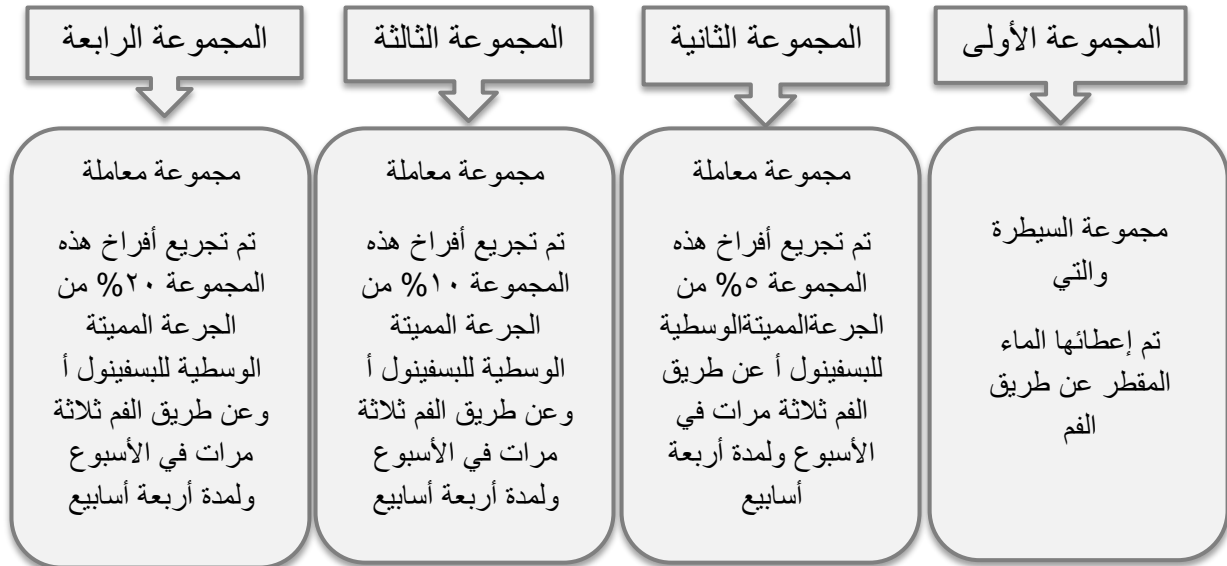 المجموعة الأولى
مجموعة السيطرة
والتي
تم إعطائها الماء
المقطر عن طريق
الفم
المجموعة الثانية
مجموعة معاملة
تم تجريع أفراخ هذه
المجموعة ٥% من
الجرعةالمميتةالوسطية
للبسفينول أ عن طريق
الفم ثلاثة مرات في
الأسبوع ولمدة أربعة
أسابيع
المجموعة الثالثة
مجموعة معاملة
تم تجريع أفراخ هذه
المجموعة ١٠% من
الجرعة المميتة
الوسطية للبسفينول أ
وعن طريق الفم ثلاثة
مرات في الأسبوع
ولمدة أربعة أسابيع
المجموعة الرابعة
مجموعة معاملة
تم تجريع أفراخ هذه
المجموعة ٢٠% من
الجرعة المميتة
الوسطية للبسفينول أ
وعن طريق الفم ثلاثة
مرات في الأسبوع
ولمدة أربعة أسابيع